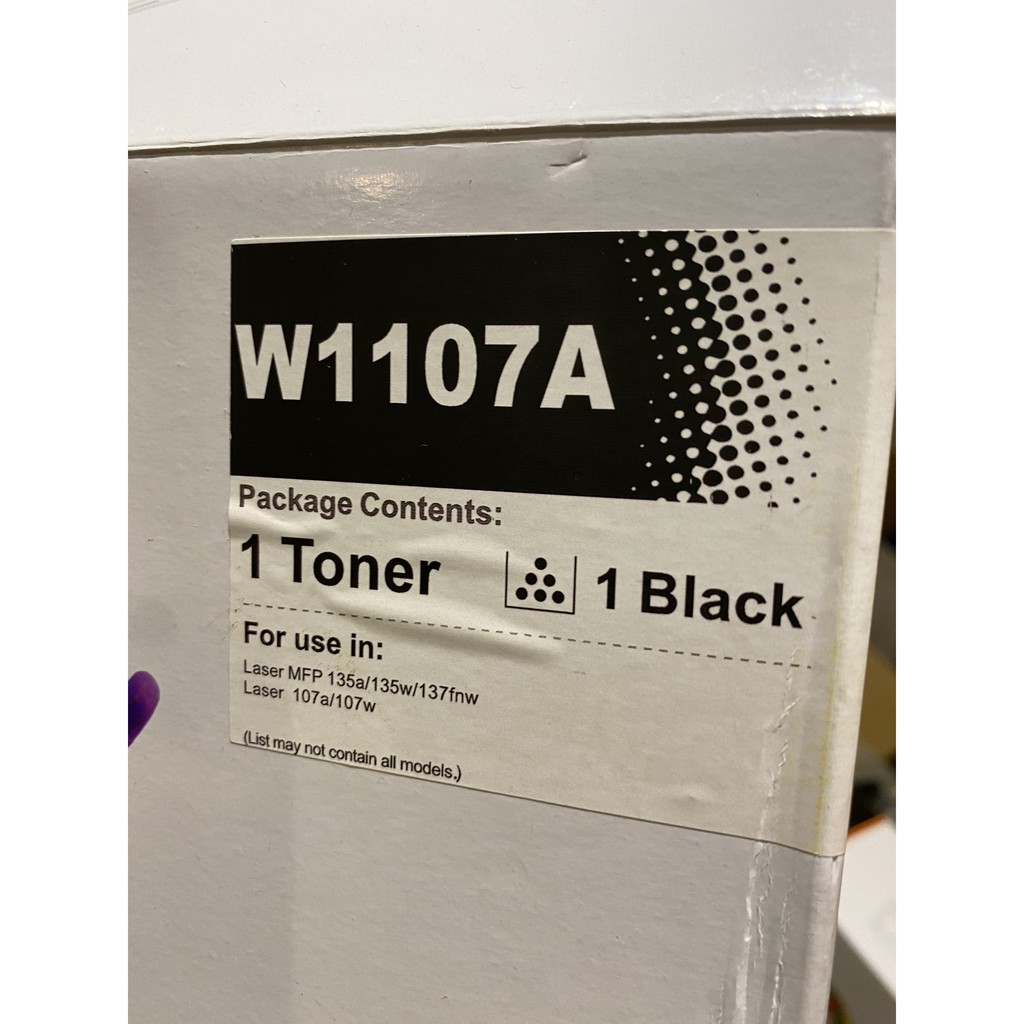 W1107A
Package Contents:
1 Toner 1 Black
For use in:
Laser MFP 135a/135w/137fnw
Laser 107a/107w
(List may not contain all models.)